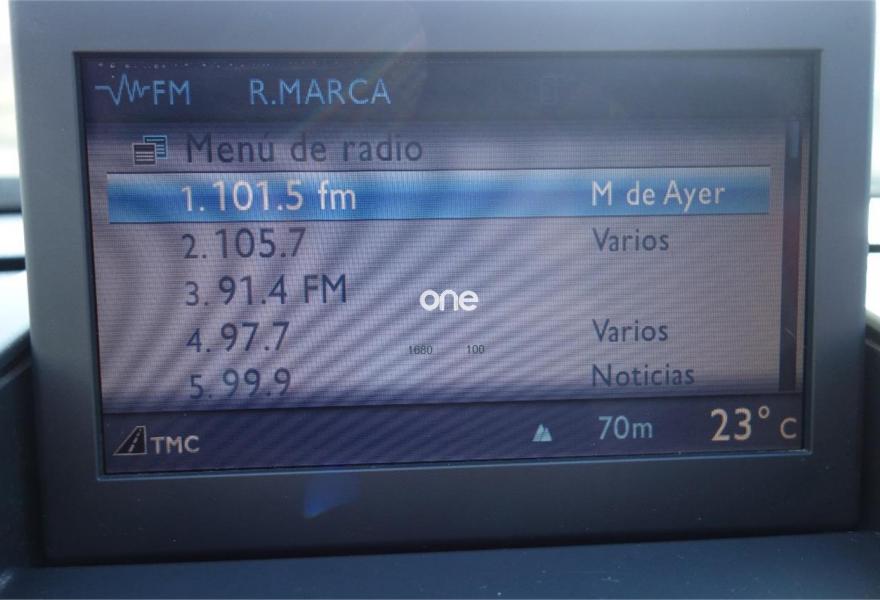 FM R.MARCA
Menú de radio
1. 101.5 fm M de Ayer
2. 105.7 Varios
3. 91.4 FM
one
4. 97.7 Varios
1680 100
5. 99.9 Noticias
TMC 70m 23° C